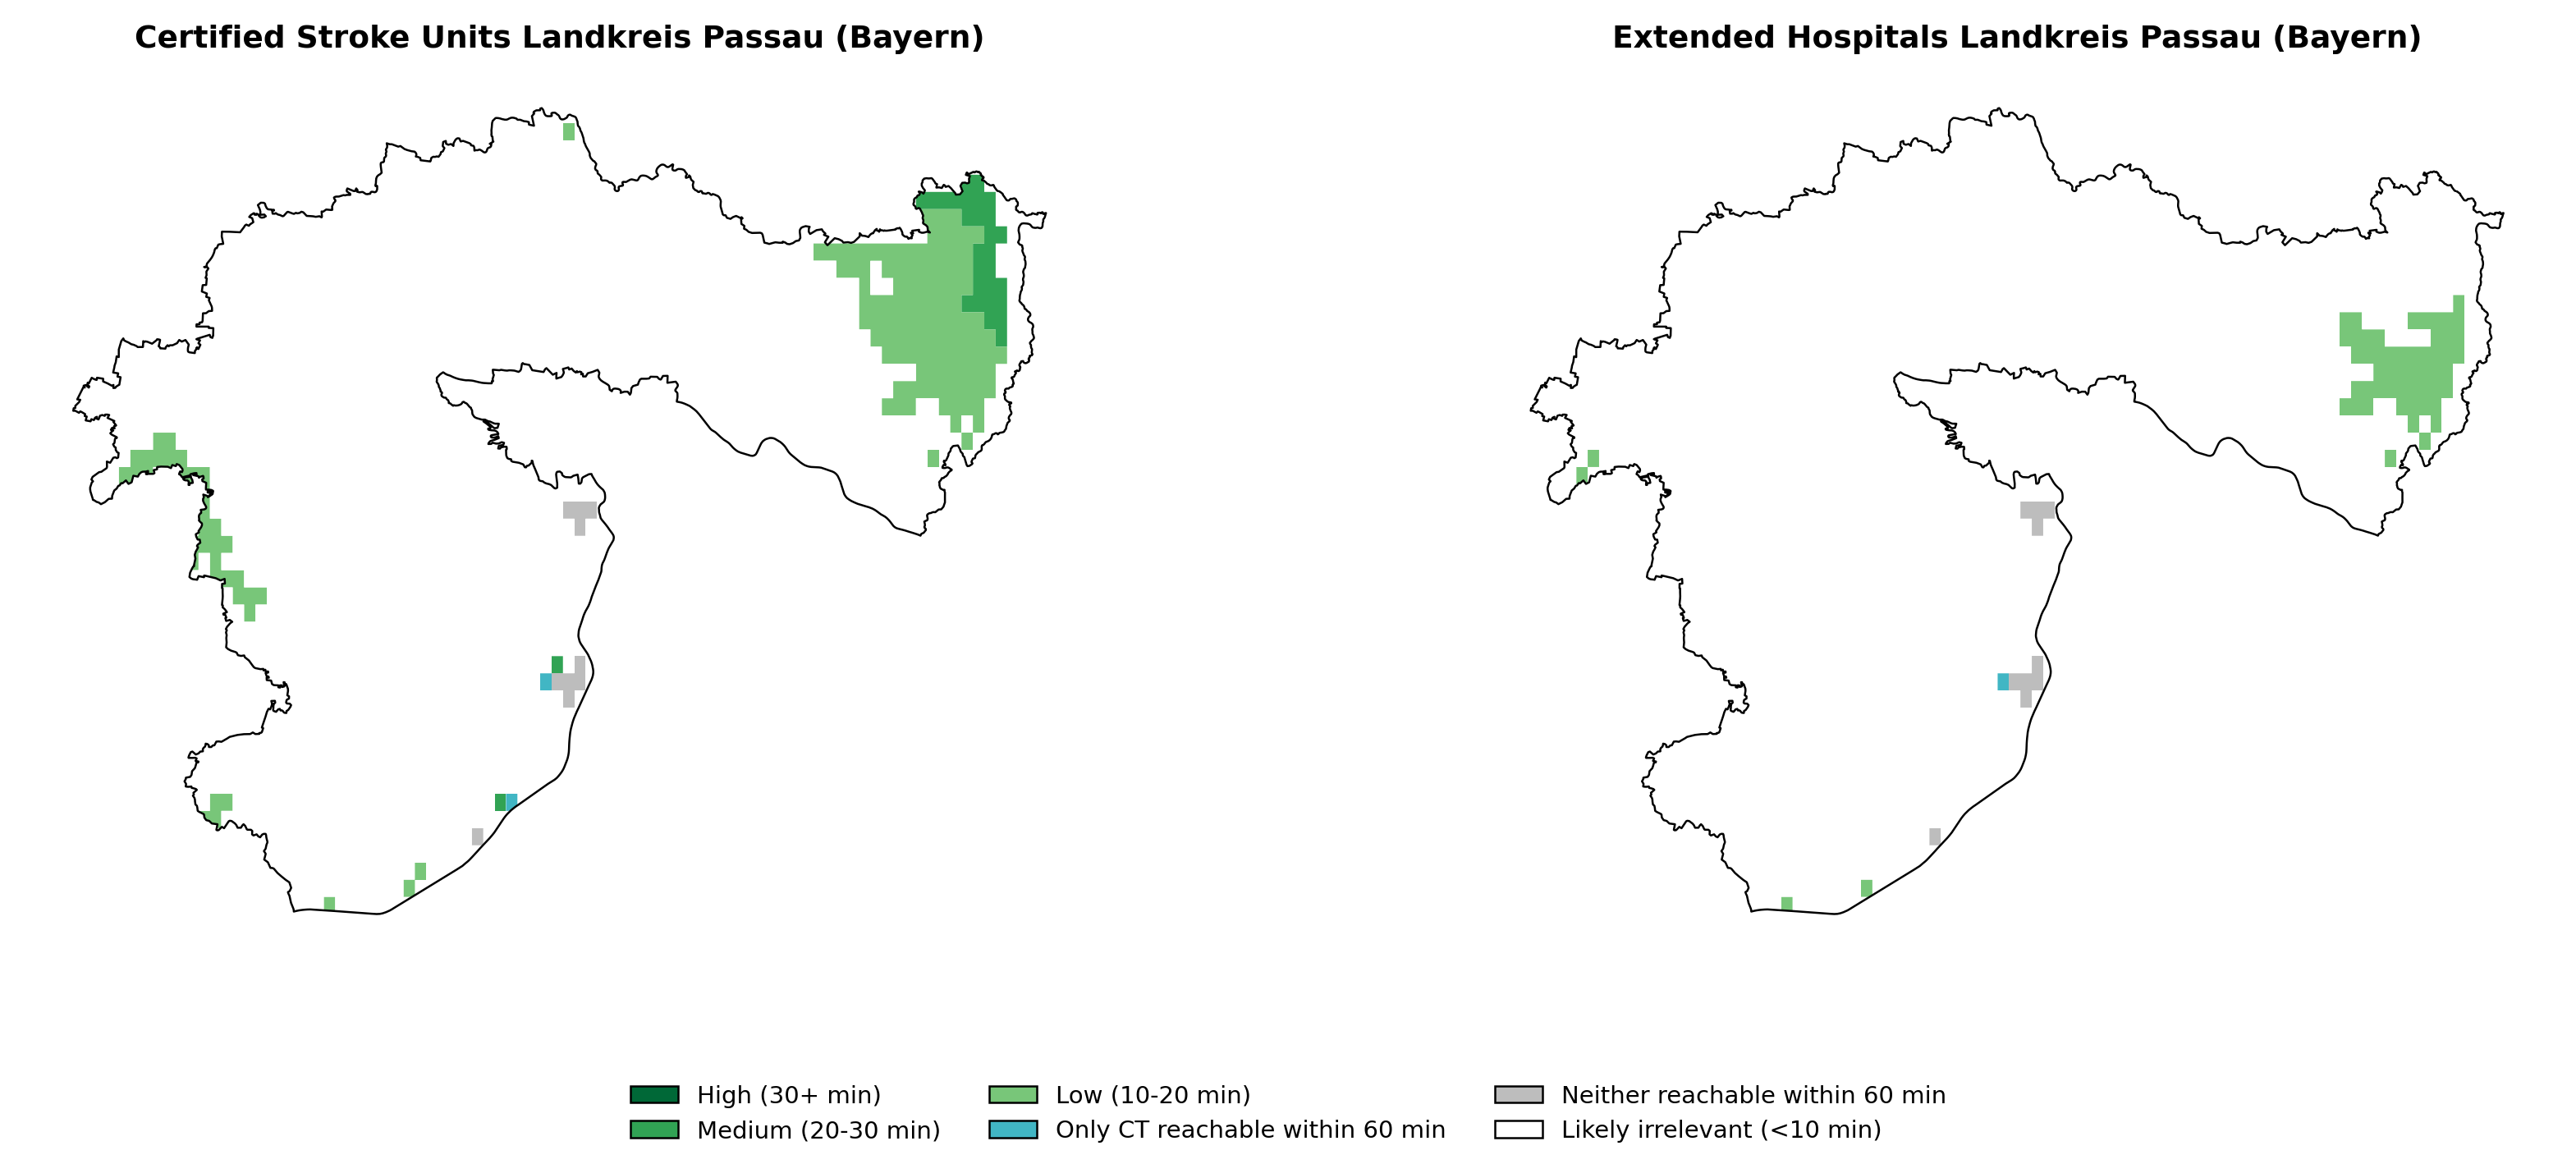 Certified Stroke Units Landkreis Passau (Bayern)
Extended Hospitals Landkreis Passau (Bayern)
High (30+ min)
Medium (20-30 min)
Low (10-20 min)
Only CT reachable within 60 min
Neither reachable within 60 min
Likely irrelevant (<10 min)